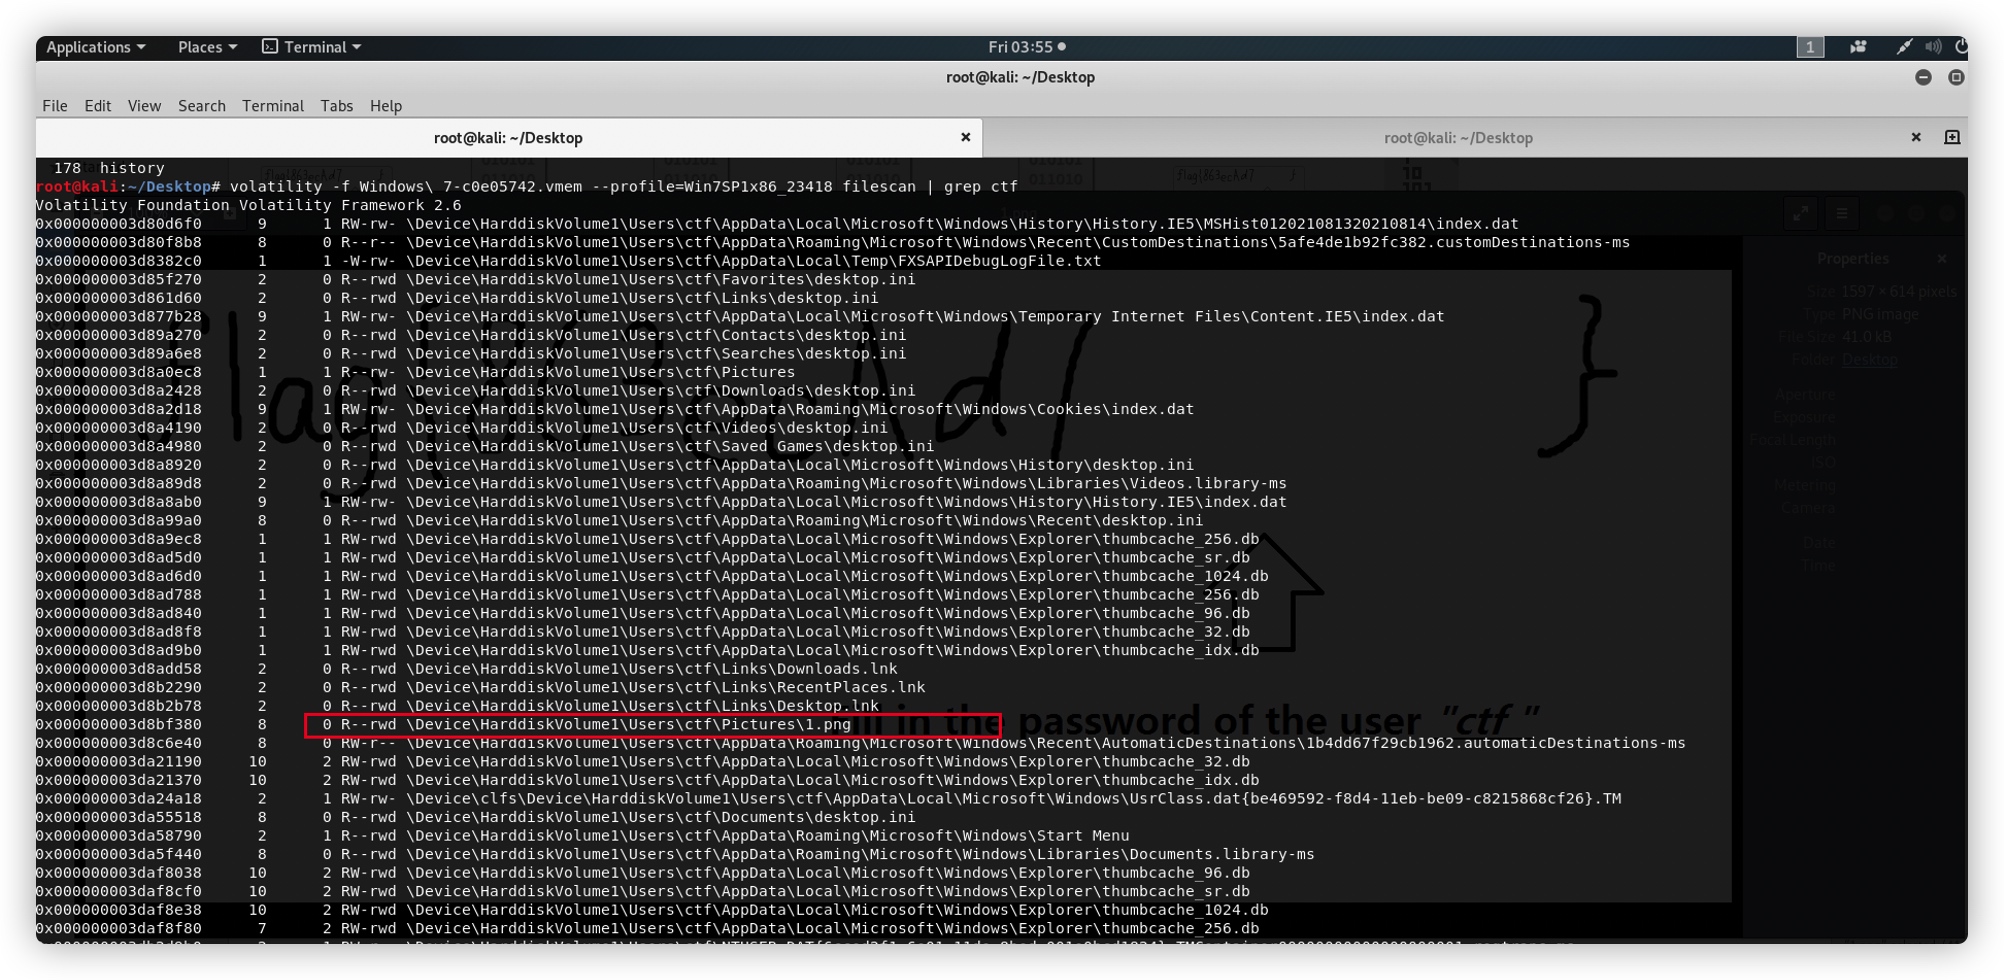 Applications Places Terminal Fri 03:55 1
root@kali: ~/Desktop
File Edit View Search Terminal Tabs Help
root@kali: ~/Desktop × root@kali: ~/Desktop ×
178 history
root@kali:~/Desktop# volatility -f Windows\ 7-c0e05742.vmem --profile=Win7SP1x86_23418 filescan | grep ctf
Volatility Foundation Volatility Framework 2.6
0x000000003d80d6f0 9 1 RW-rw- \Device\HarddiskVolume1\Users\ctf\AppData\Local\Microsoft\Windows\History\History.IE5\MSHist012021081320210814\index.dat
0x000000003d80f8b8 8 0 R--r-- \Device\HarddiskVolume1\Users\ctf\AppData\Roaming\Microsoft\Windows\Recent\CustomDestinations\5afe4de1b92fc382.customDestinations-ms
0x000000003d8382c0 1 1 -W-rw- \Device\HarddiskVolume1\Users\ctf\AppData\Local\Temp\FXSAPIDebugLogFile.txt
0x000000003d85f270 2 0 R--rwd \Device\HarddiskVolume1\Users\ctf\Favorites\desktop.ini
0x000000003d861d60 2 0 R--rwd \Device\HarddiskVolume1\Users\ctf\Links\desktop.ini
0x000000003d877b28 9 1 RW-rw- \Device\HarddiskVolume1\Users\ctf\AppData\Local\Microsoft\Windows\Temporary Internet Files\Content.IE5\index.dat
0x000000003d89a270 2 0 R--rwd \Device\HarddiskVolume1\Users\ctf\Contacts\desktop.ini
0x000000003d89a6e8 2 0 R--rwd \Device\HarddiskVolume1\Users\ctf\Searches\desktop.ini
0x000000003d8a0ec8 1 1 R--rw- \Device\HarddiskVolume1\Users\ctf\Pictures
0x000000003d8a2428 2 0 R--rwd \Device\HarddiskVolume1\Users\ctf\Downloads\desktop.ini
0x000000003d8a2d18 9 1 RW-rw- \Device\HarddiskVolume1\Users\ctf\AppData\Roaming\Microsoft\Windows\Cookies\index.dat
0x000000003d8a4190 2 0 R--rwd \Device\HarddiskVolume1\Users\ctf\Videos\desktop.ini
0x000000003d8a4980 2 0 R--rwd \Device\HarddiskVolume1\Users\ctf\Saved Games\desktop.ini
0x000000003d8a8920 2 0 R--rwd \Device\HarddiskVolume1\Users\ctf\AppData\Local\Microsoft\Windows\History\desktop.ini
0x000000003d8a89d8 2 0 R--rwd \Device\HarddiskVolume1\Users\ctf\AppData\Roaming\Microsoft\Windows\Libraries\Videos.library-ms
0x000000003d8a8ab0 9 1 RW-rw- \Device\HarddiskVolume1\Users\ctf\AppData\Local\Microsoft\Windows\History\History.IE5\index.dat
0x000000003d8a99a0 8 0 R--rwd \Device\HarddiskVolume1\Users\ctf\AppData\Roaming\Microsoft\Windows\Recent\desktop.ini
0x000000003d8a9ec8 1 1 RW-rwd \Device\HarddiskVolume1\Users\ctf\AppData\Local\Microsoft\Windows\Explorer\thumbcache_256.db
0x000000003d8ad5d0 1 1 RW-rwd \Device\HarddiskVolume1\Users\ctf\AppData\Local\Microsoft\Windows\Explorer\thumbcache_sr.db
0x000000003d8ad6d0 1 1 RW-rwd \Device\HarddiskVolume1\Users\ctf\AppData\Local\Microsoft\Windows\Explorer\thumbcache_1024.db
0x000000003d8ad788 1 1 RW-rwd \Device\HarddiskVolume1\Users\ctf\AppData\Local\Microsoft\Windows\Explorer\thumbcache_256.db
0x000000003d8ad840 1 1 RW-rwd \Device\HarddiskVolume1\Users\ctf\AppData\Local\Microsoft\Windows\Explorer\thumbcache_96.db
0x000000003d8ad8f8 1 1 RW-rwd \Device\HarddiskVolume1\Users\ctf\AppData\Local\Microsoft\Windows\Explorer\thumbcache_32.db
0x000000003d8ad9b0 1 1 RW-rwd \Device\HarddiskVolume1\Users\ctf\AppData\Local\Microsoft\Windows\Explorer\thumbcache_idx.db
0x000000003d8add58 2 0 R--rwd \Device\HarddiskVolume1\Users\ctf\Links\Downloads.lnk
0x000000003d8b2290 2 0 R--rwd \Device\HarddiskVolume1\Users\ctf\Links\RecentPlaces.lnk
0x000000003d8b2b78 2 0 R--rwd \Device\HarddiskVolume1\Users\ctf\Links\Desktop.lnk
0x000000003d8bf380 8 0 R--rwd \Device\HarddiskVolume1\Users\ctf\Pictures\1.png
0x000000003d8c6e40 8 0 RW-r-- \Device\HarddiskVolume1\Users\ctf\AppData\Roaming\Microsoft\Windows\Recent\AutomaticDestinations\1b4dd67f29cb1962.automaticDestinations-ms
0x000000003da21190 10 2 RW-rwd \Device\HarddiskVolume1\Users\ctf\AppData\Local\Microsoft\Windows\Explorer\thumbcache_32.db
0x000000003da21370 10 2 RW-rwd \Device\HarddiskVolume1\Users\ctf\AppData\Local\Microsoft\Windows\Explorer\thumbcache_idx.db
0x000000003da24a18 2 1 RW-rw- \Device\clfs\Device\HarddiskVolume1\Users\ctf\AppData\Local\Microsoft\Windows\UsrClass.dat{be469592-f8d4-11eb-be09-c8215868cf26}.TM
0x000000003da55518 8 0 R--rwd \Device\HarddiskVolume1\Users\ctf\Documents\desktop.ini
0x000000003da58790 2 1 R--rwd \Device\HarddiskVolume1\Users\ctf\AppData\Roaming\Microsoft\Windows\Start Menu
0x000000003da5f440 8 0 R--rwd \Device\HarddiskVolume1\Users\ctf\AppData\Roaming\Microsoft\Windows\Libraries\Documents.library-ms
0x000000003daf8038 10 2 RW-rwd \Device\HarddiskVolume1\Users\ctf\AppData\Local\Microsoft\Windows\Explorer\thumbcache_96.db
0x000000003daf8cf0 10 2 RW-rwd \Device\HarddiskVolume1\Users\ctf\AppData\Local\Microsoft\Windows\Explorer\thumbcache_sr.db
0x000000003daf8e38 10 2 RW-rwd \Device\HarddiskVolume1\Users\ctf\AppData\Local\Microsoft\Windows\Explorer\thumbcache_1024.db
0x000000003daf8f80 7 2 RW-rwd \Device\HarddiskVolume1\Users\ctf\AppData\Local\Microsoft\Windows\Explorer\thumbcache_256.db
in the password of the user "ctf"
Properties ×
Size 1597 × 614 pixels
Type PNG image
File Size 41.0 kB
Folder Desktop
Aperture
Exposure
Focal Length
ISO
Metering
Camera
Date
Time